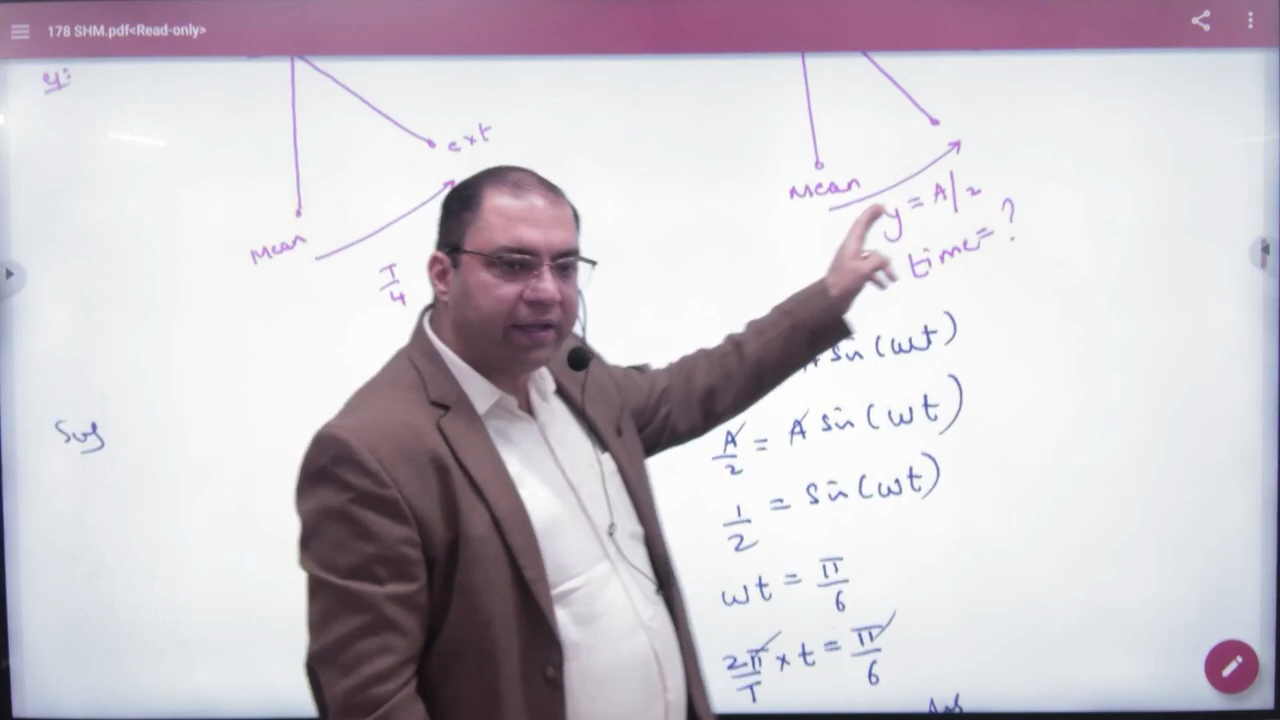 178 SHM.pdf<Read-only>
ext
Mean
T/4
Mean
y = A/2
time = ?
sin(ωt)
A/2 = A sin(ωt)
1/2 = sin(ωt)
ωt = π/6
2π/T × t = π/6